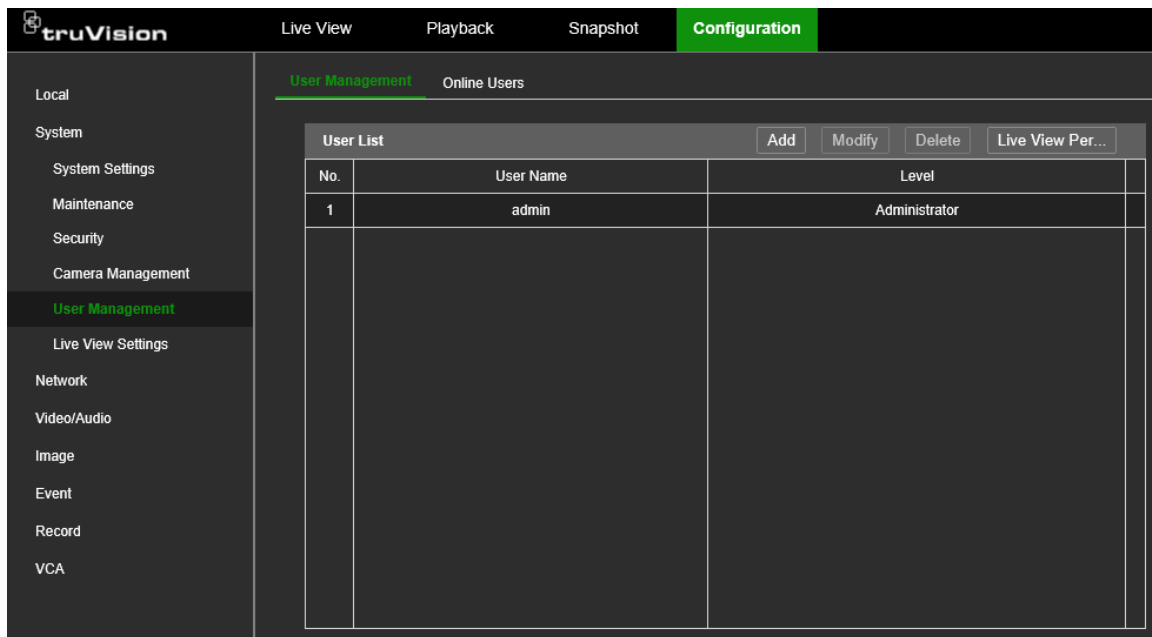 truVision Live View Playback Snapshot Configuration
User Management Online Users
Local
System
System Settings
Maintenance
Security
Camera Management
User Management
Live View Settings
Network
Video/Audio
Image
Event
Record
VCA
User List Add Modify Delete Live View Per...
No. User Name Level
1 admin Administrator